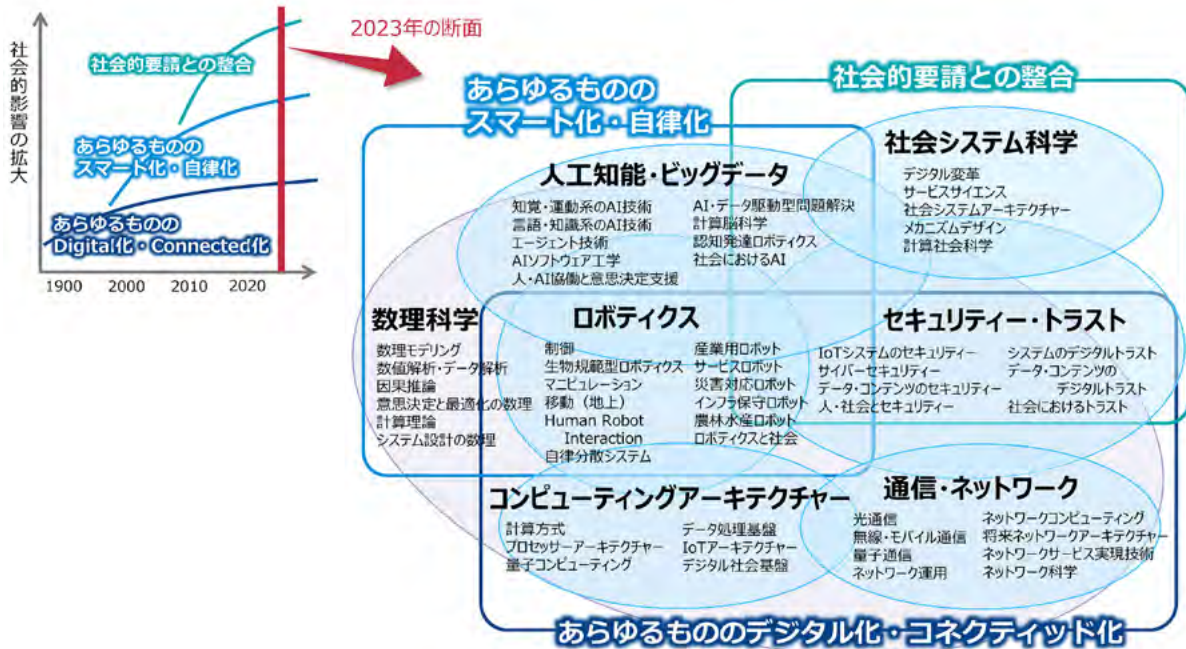 社会的影響の拡大
社会的要請との整合
あらゆるものの
スマート化・自律化
あらゆるものの
Digital化・Connected化
1900
2000
2010
2020
2023年の断面
あらゆるものの
スマート化・自律化
社会的要請との整合
人工知能・ビッグデータ
知覚・運動系のAI技術
言語・知識系のAI技術
エージェント技術
AIソフトウェア工学
人・AI協働と意思決定支援
AI・データ駆動型問題解決
計算脳科学
認知発達ロボティクス
社会におけるAI
社会システム科学
デジタル変革
サービスサイエンス
社会システムアーキテクチャー
メカニズムデザイン
計算社会科学
数理科学
数理モデリング
数値解析・データ解析
因果推論
意思決定と最適化の数理
計算理論
システム設計の数理
ロボティクス
制御
生物規範型ロボティクス
マニピュレーション
移動（地上）
Human Robot
Interaction
自律分散システム
産業用ロボット
サービスロボット
災害対応ロボット
インフラ保守ロボット
農林水産ロボット
ロボティクスと社会
セキュリティー・トラスト
IoTシステムのセキュリティー
サイバーセキュリティー
データ・コンテンツのセキュリティー
人・社会とセキュリティー
システムのデジタルトラスト
データ・コンテンツの
デジタルトラスト
社会におけるトラスト
コンピューティングアーキテクチャー
計算方式
プロセッサーアーキテクチャー
量子コンピューティング
データ処理基盤
IoTアーキテクチャー
デジタル社会基盤
通信・ネットワーク
光通信
無線・モバイル通信
量子通信
ネットワーク運用
ネットワークコンピューティング
将来ネットワークアーキテクチャー
ネットワークサービス実現技術
ネットワーク科学
あらゆるもののデジタル化・コネクティッド化